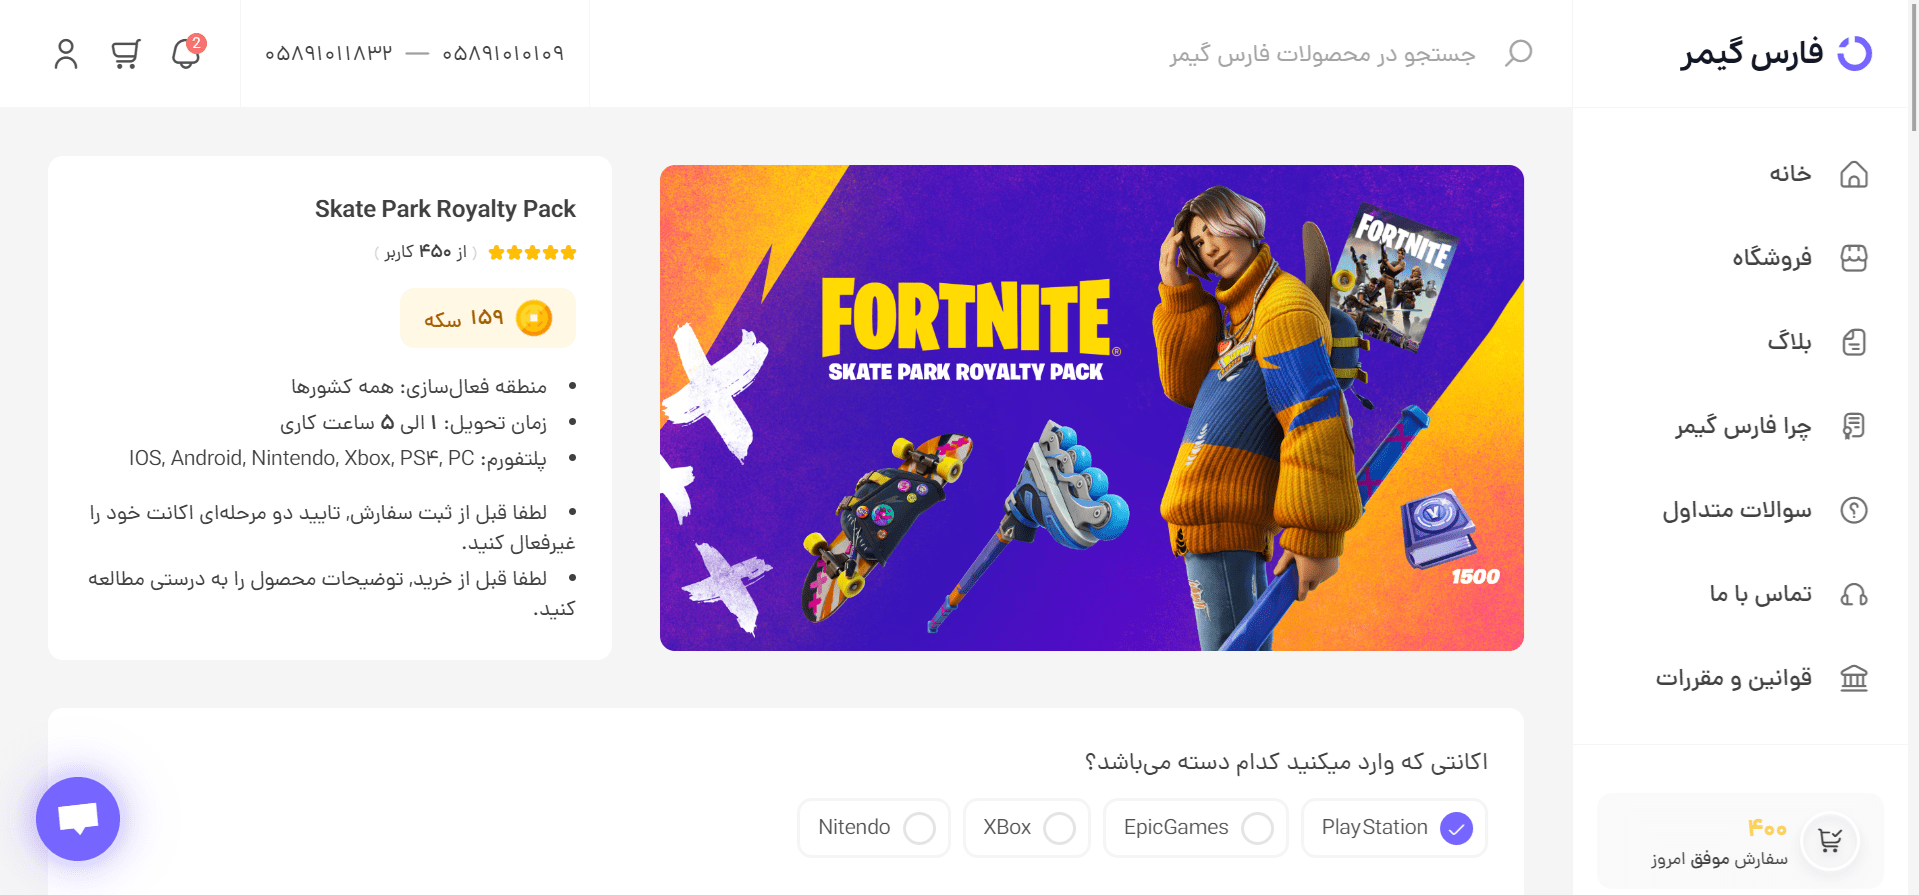 فارس گیمر
جستجو در محصولات فارس گیمر
۰۵۸۹۱۰۱۰۱۰۹ — ۰۵۸۹۱۰۱۱۸۳۲
2
خانه
فروشگاه
بلاگ
چرا فارس گیمر
سوالات متداول
تماس با ما
قوانین و مقررات
۴۰۰
سفارش موفق امروز
FORTNITE
FORTNITE®
SKATE PARK ROYALTY PACK
1500
Skate Park Royalty Pack
( از ۴۵۰ کاربر )
۱۵۹ سکه
• منطقه فعال‌سازی: همه کشورها
• زمان تحویل: ۱ الی ۵ ساعت کاری
• پلتفورم: IOS, Android, Nintendo, Xbox, PS۴, PC
• لطفا قبل از ثبت سفارش, تایید دو مرحله‌ای اکانت خود را
غیرفعال کنید.
• لطفا قبل از خرید, توضیحات محصول را به درستی مطالعه
کنید.
اکانتی که وارد میکنید کدام دسته می‌باشد؟
PlayStation
EpicGames
XBox
Nitendo